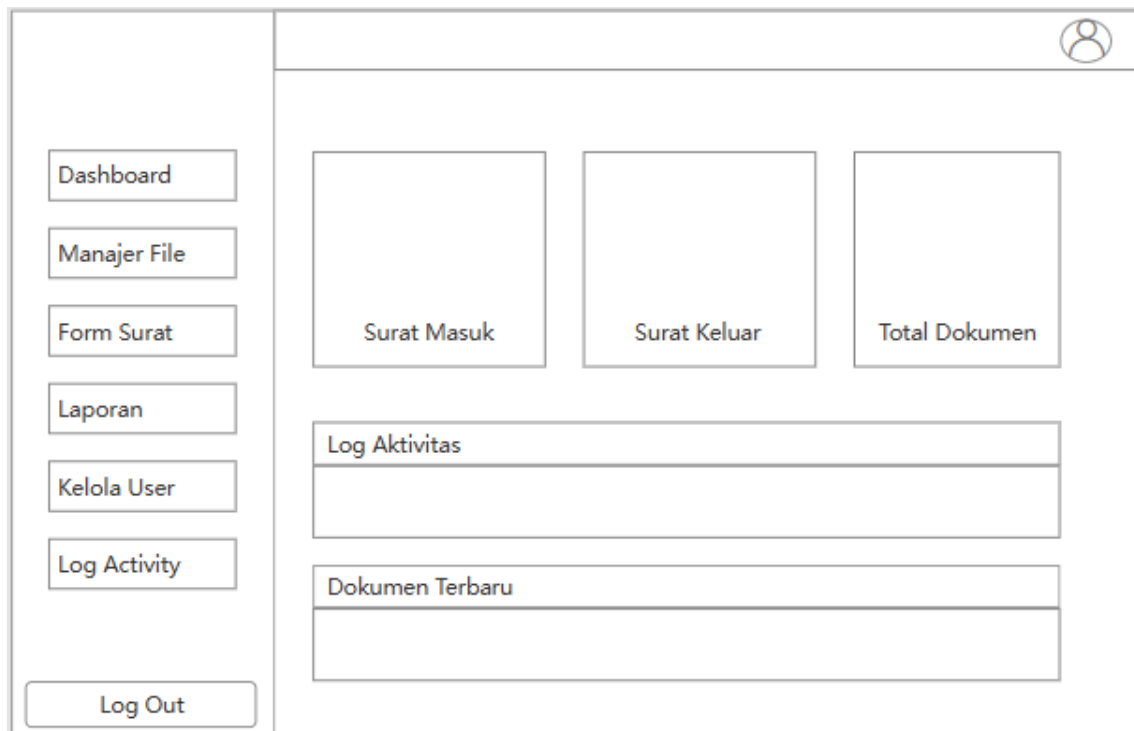 Dashboard
Manajer File
Form Surat
Laporan
Kelola User
Log Activity
Log Out
Surat Masuk
Surat Keluar
Total Dokumen
Log Aktivitas
Dokumen Terbaru